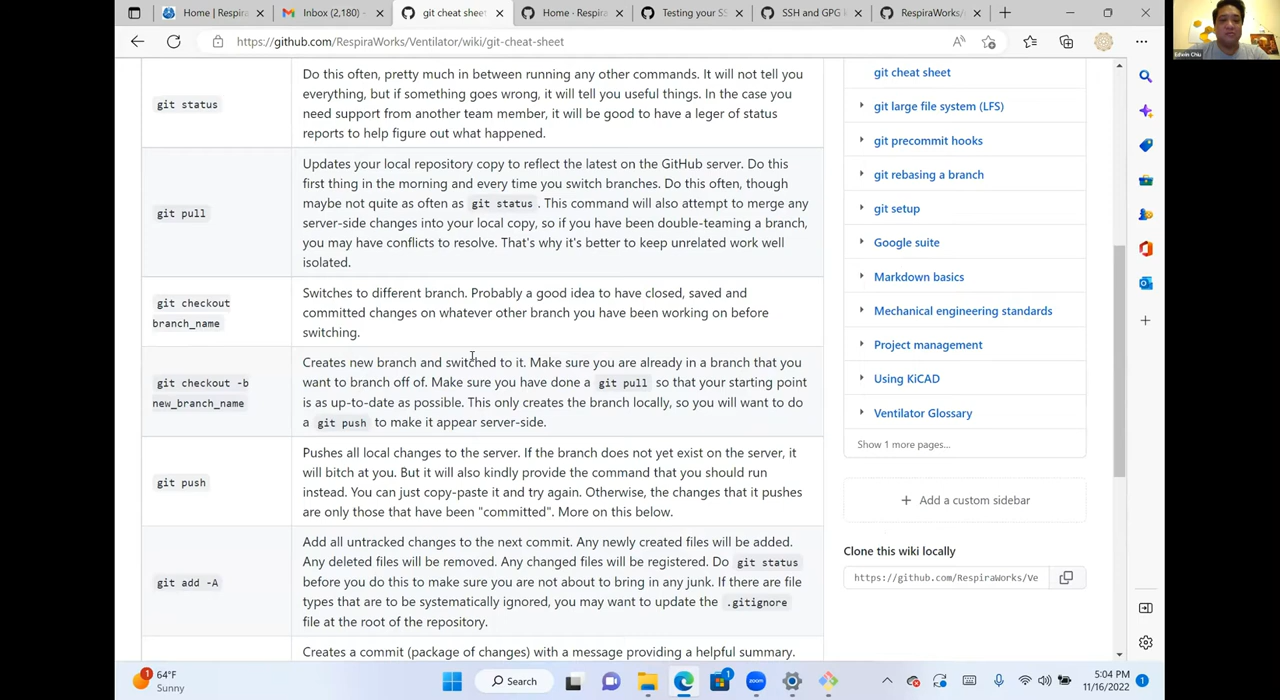 Home | Respira
Inbox (2,180) -
git cheat sheet
Home · Respira
Testing your SS
SSH and GPG k
RespiraWorks/
https://github.com/RespiraWorks/Ventilator/wiki/git-cheat-sheet
Edwin Chiu
git status
Do this often, pretty much in between running any other commands. It will not tell you
everything, but if something goes wrong, it will tell you useful things. In the case you
need support from another team member, it will be good to have a leger of status
reports to help figure out what happened.
git pull
Updates your local repository copy to reflect the latest on the GitHub server. Do this
first thing in the morning and every time you switch branches. Do this often, though
maybe not quite as often as git status . This command will also attempt to merge any
server-side changes into your local copy, so if you have been double-teaming a branch,
you may have conflicts to resolve. That's why it's better to keep unrelated work well
isolated.
git checkout
branch_name
Switches to different branch. Probably a good idea to have closed, saved and
committed changes on whatever other branch you have been working on before
switching.
git checkout -b
new_branch_name
Creates new branch and switched to it. Make sure you are already in a branch that you
want to branch off of. Make sure you have done a git pull so that your starting point
is as up-to-date as possible. This only creates the branch locally, so you will want to do
a git push to make it appear server-side.
git push
Pushes all local changes to the server. If the branch does not yet exist on the server, it
will bitch at you. But it will also kindly provide the command that you should run
instead. You can just copy-paste it and try again. Otherwise, the changes that it pushes
are only those that have been "committed". More on this below.
git add -A
Add all untracked changes to the next commit. Any newly created files will be added.
Any deleted files will be removed. Any changed files will be registered. Do git status
before you do this to make sure you are not about to bring in any junk. If there are file
types that are to be systematically ignored, you may want to update the .gitignore
file at the root of the repository.
Creates a commit (package of changes) with a message providing a helpful summary.
git cheat sheet
git large file system (LFS)
git precommit hooks
git rebasing a branch
git setup
Google suite
Markdown basics
Mechanical engineering standards
Project management
Using KiCAD
Ventilator Glossary
Show 1 more pages...
Add a custom sidebar
Clone this wiki locally
https://github.com/RespiraWorks/Ve
1
64°F
Sunny
Search
1
5:04 PM
11/16/2022
1